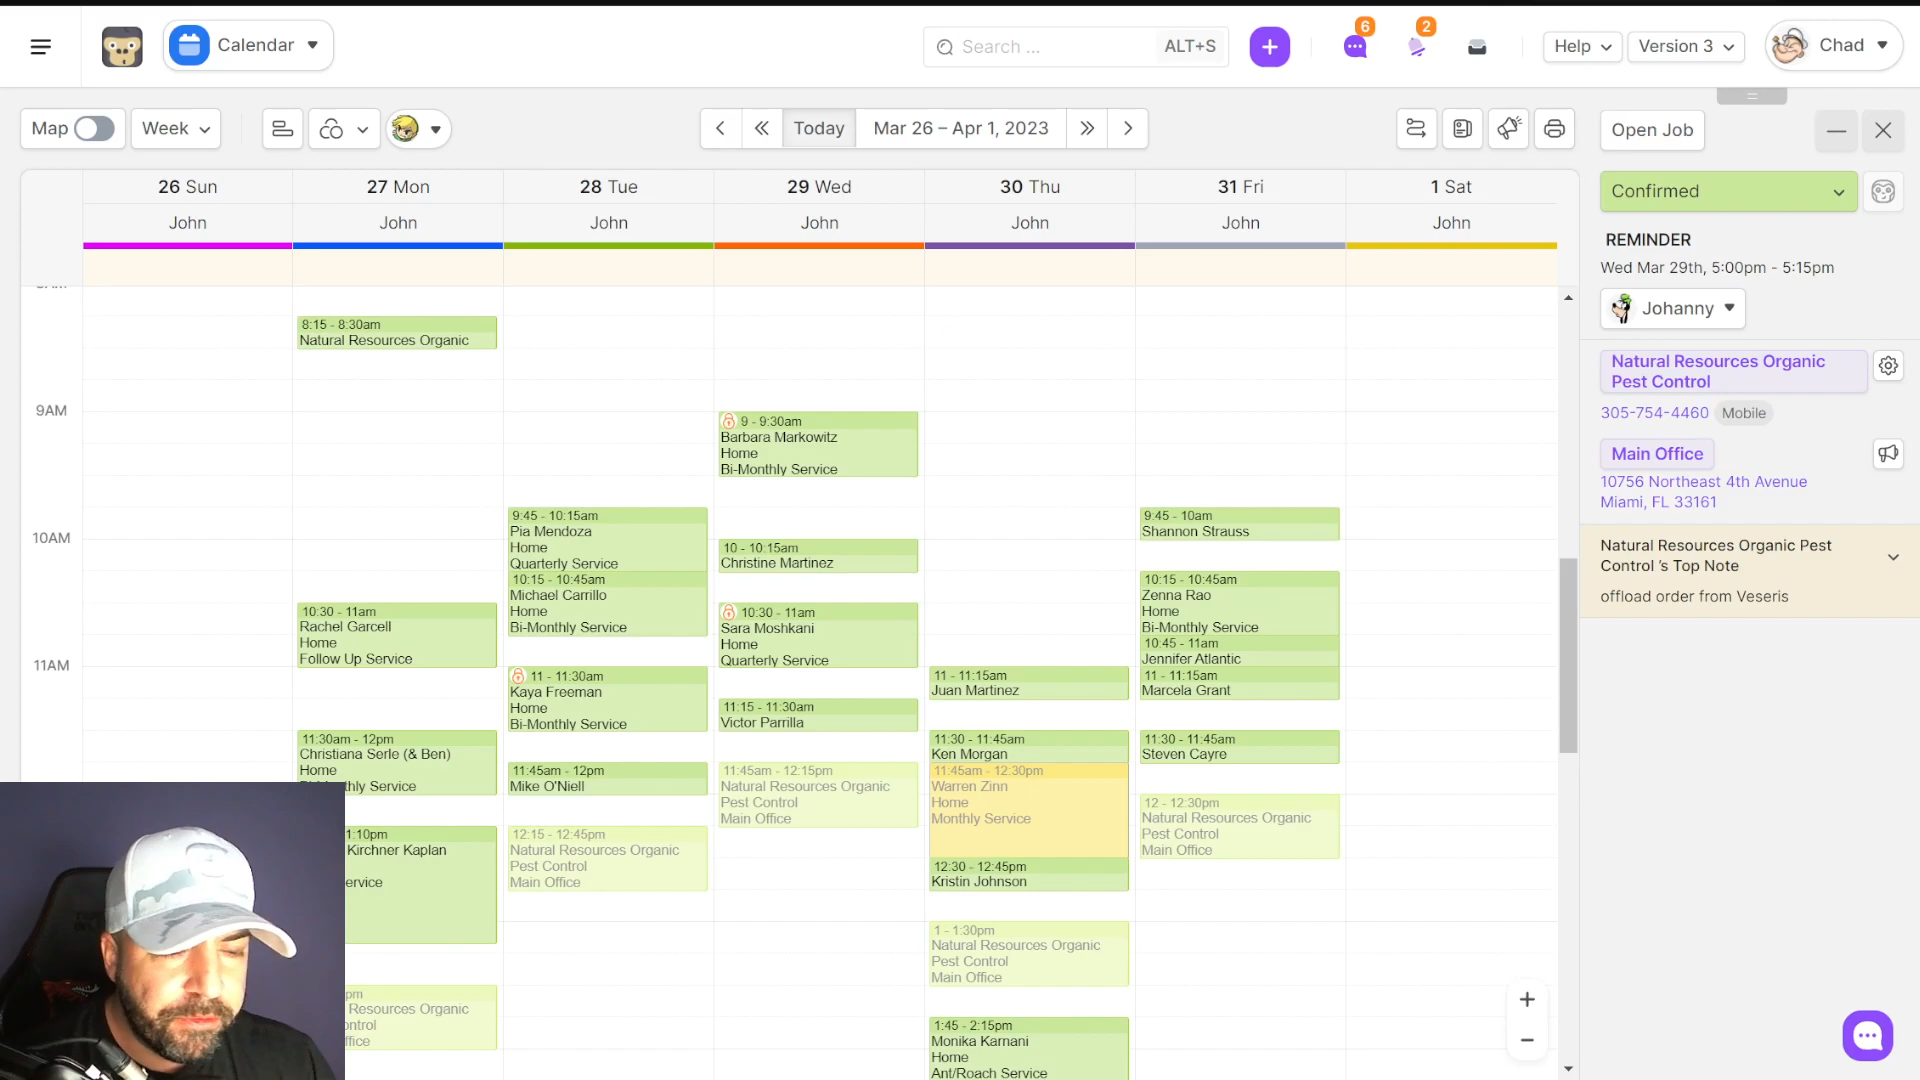 Calendar
Search ...
ALT+S
6
2
Help
Version 3
Chad
Map
Week
Today
Mar 26 – Apr 1, 2023
Open Job
26 Sun
27 Mon
28 Tue
29 Wed
30 Thu
31 Fri
1 Sat
John
John
John
John
John
John
John
9AM
10AM
11AM
8:15 - 8:30am
Natural Resources Organic
10:30 - 11am
Rachel Garcell
Home
Follow Up Service
11:30am - 12pm
Christiana Serle (& Ben)
Home
thly Service
1:10pm
Kirchner Kaplan
ervice
pm
Resources Organic
ontrol
ffice
9:45 - 10:15am
Pia Mendoza
Home
Quarterly Service
10:15 - 10:45am
Michael Carrillo
Home
Bi-Monthly Service
11 - 11:30am
Kaya Freeman
Home
Bi-Monthly Service
11:45am - 12pm
Mike O'Niell
12:15 - 12:45pm
Natural Resources Organic
Pest Control
Main Office
9 - 9:30am
Barbara Markowitz
Home
Bi-Monthly Service
10 - 10:15am
Christine Martinez
10:30 - 11am
Sara Moshkani
Home
Quarterly Service
11:15 - 11:30am
Victor Parrilla
11:45am - 12:15pm
Natural Resources Organic
Pest Control
Main Office
11 - 11:15am
Juan Martinez
11:30 - 11:45am
Ken Morgan
11:45am - 12:30pm
Warren Zinn
Home
Monthly Service
12:30 - 12:45pm
Kristin Johnson
1 - 1:30pm
Natural Resources Organic
Pest Control
Main Office
1:45 - 2:15pm
Monika Karnani
Home
Ant/Roach Service
9:45 - 10am
Shannon Strauss
10:15 - 10:45am
Zenna Rao
Home
Bi-Monthly Service
10:45 - 11am
Jennifer Atlantic
11 - 11:15am
Marcela Grant
11:30 - 11:45am
Steven Cayre
12 - 12:30pm
Natural Resources Organic
Pest Control
Main Office
Confirmed
REMINDER
Wed Mar 29th, 5:00pm - 5:15pm
Johanny
Natural Resources Organic
Pest Control
305-754-4460 Mobile
Main Office
10756 Northeast 4th Avenue
Miami, FL 33161
Natural Resources Organic Pest
Control 's Top Note
offload order from Veseris